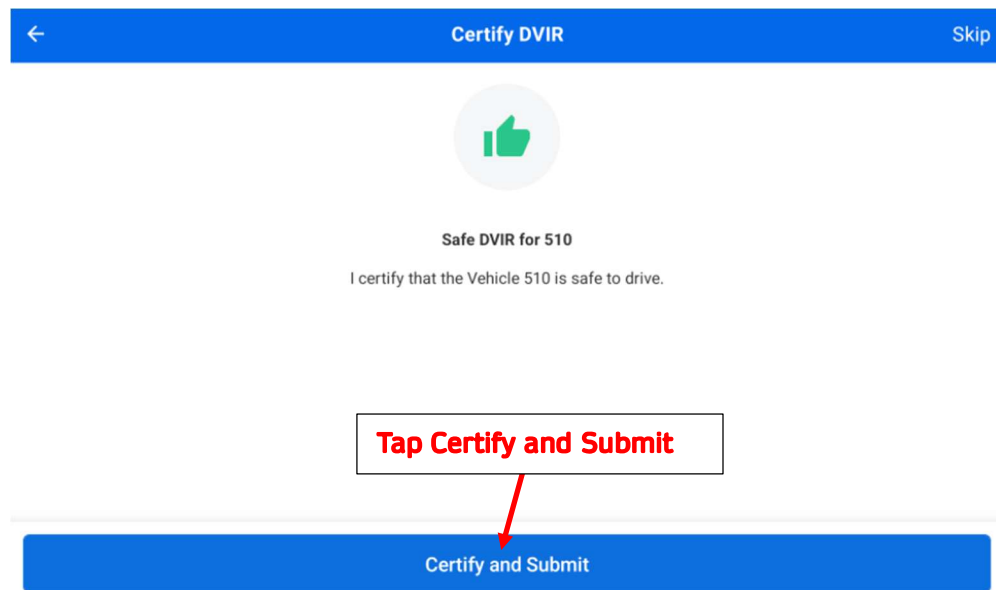 Certify DVIR Skip
Safe DVIR for 510
I certify that the Vehicle 510 is safe to drive.
Tap Certify and Submit
Certify and Submit